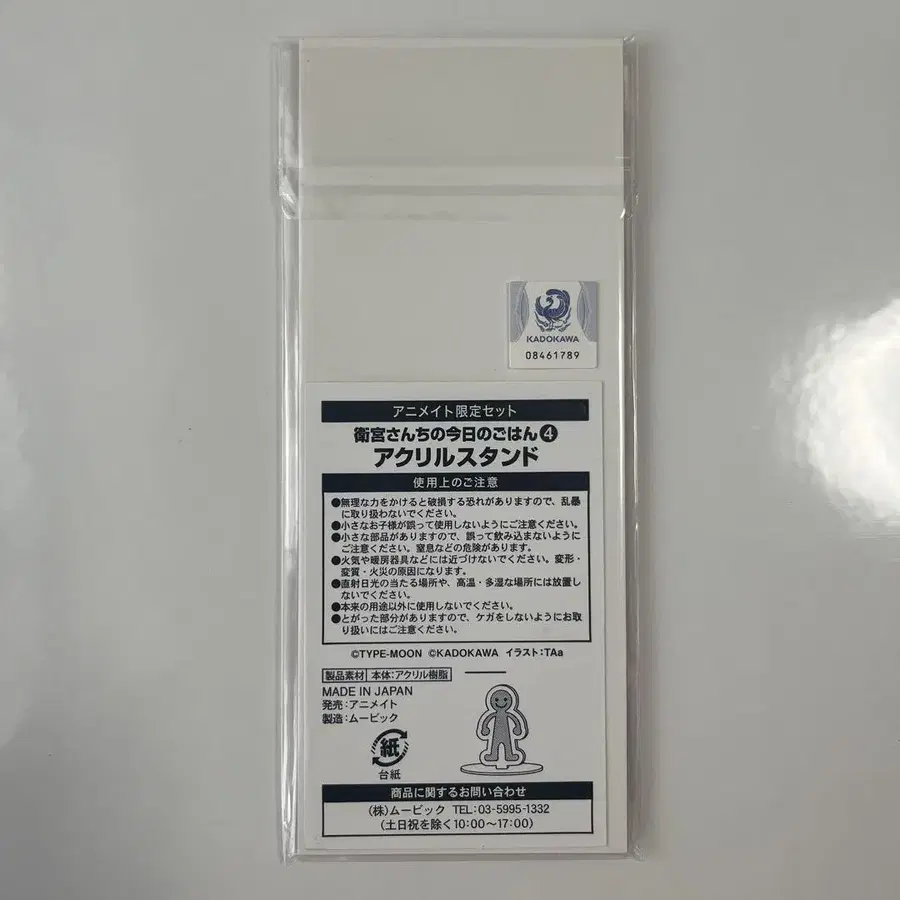 KADOKAWA
08461789
アニメイト限定セット
衛宮さんちの今日のごはん❹
アクリルスタンド
使用上のご注意
●無理な力をかけると破損する恐れがありますので、乱暴
に取り扱わないでください。
●小さなお子様が誤って使用しないようにご注意ください。
●小さな部品がありますので、誤って飲み込まないように
ご注意ください。窒息などの危険があります。
●火気や暖房器具などには近づけないでください。変形・
変質・火災の原因になります。
●直射日光の当たる場所や、高温・多湿な場所には放置し
ないでください。
●本来の用途以外に使用しないでください。
●とがった部分がありますので、ケガをしないようにお取
り扱いにはご注意ください。
©TYPE-MOON ©KADOKAWA イラスト:TAa
製品素材 本体:アクリル樹脂
MADE IN JAPAN
発売:アニメイト
製造:ムービック
紙
台紙
商品に関するお問い合わせ
(株)ムービック TEL:03-5995-1332
(土日祝を除く10:00〜17:00)